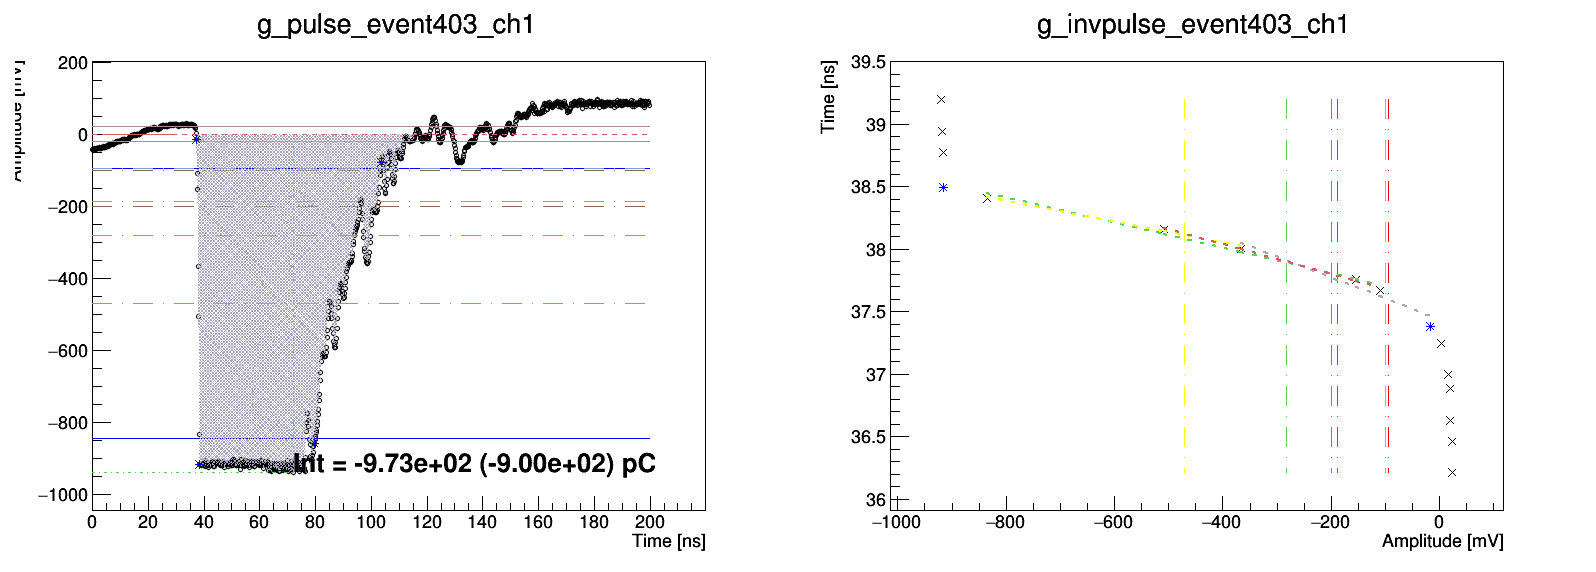 g_pulse_event403_ch1
Amplitude [mV]
200
0
−200
−400
−600
−800
−1000
Int = -9.73e+02 (-9.00e+02) pC
0 20 40 60 80 100 120 140 160 180 200
Time [ns]
g_invpulse_event403_ch1
Time [ns]
39.5
39
38.5
38
37.5
37
36.5
36
−1000 −800 −600 −400 −200 0
Amplitude [mV]